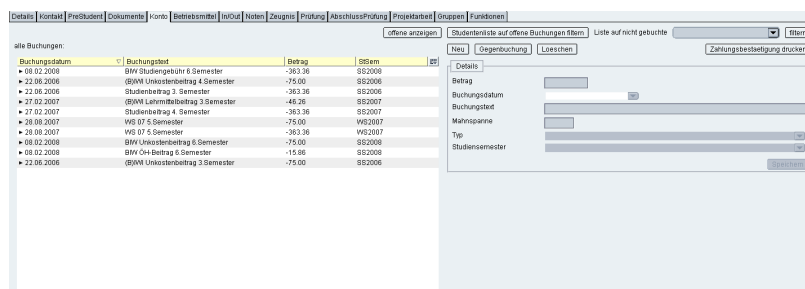 Details Kontakt PreStudent Dokumente Konto Betriebsmittel In/Out Noten Zeugnis Prüfung AbschlussPrüfung Projektarbeit Gruppen Funktionen
offene anzeigen Studentenliste auf offene Buchungen filtern Liste auf nicht gebuchte filtern
alle Buchungen:
Neu Gegenbuchung Loeschen Zahlungsbestaetigung drucken
Buchungsdatum Buchungstext Betrag StSem
08.02.2008 BIW Studiengebühr 6.Semester -363.36 SS2008
22.06.2006 (B)IWI Unkostenbeitrag 4.Semester -75.00 SS2006
22.06.2006 Studienbeitrag 3. Semester -363.36 SS2006
27.02.2007 (B)IWI Lehrmittelbeitrag 3.Semester -46.26 SS2007
27.02.2007 Studienbeitrag 4. Semester -363.36 SS2007
28.08.2007 WS 07 5.Semester -75.00 WS2007
28.08.2007 WS 07 5.Semester -363.36 WS2007
08.02.2008 BIW Unkostenbeitrag 6.Semester -75.00 SS2008
08.02.2008 BIW ÖH-Beitrag 6.Semester -15.86 SS2008
22.06.2006 (B)IWI Unkostenbeitrag 3.Semester -75.00 SS2006
Details
Betrag
Buchungsdatum
Buchungstext
Mahnspanne
Typ
Studiensemester
Speichern